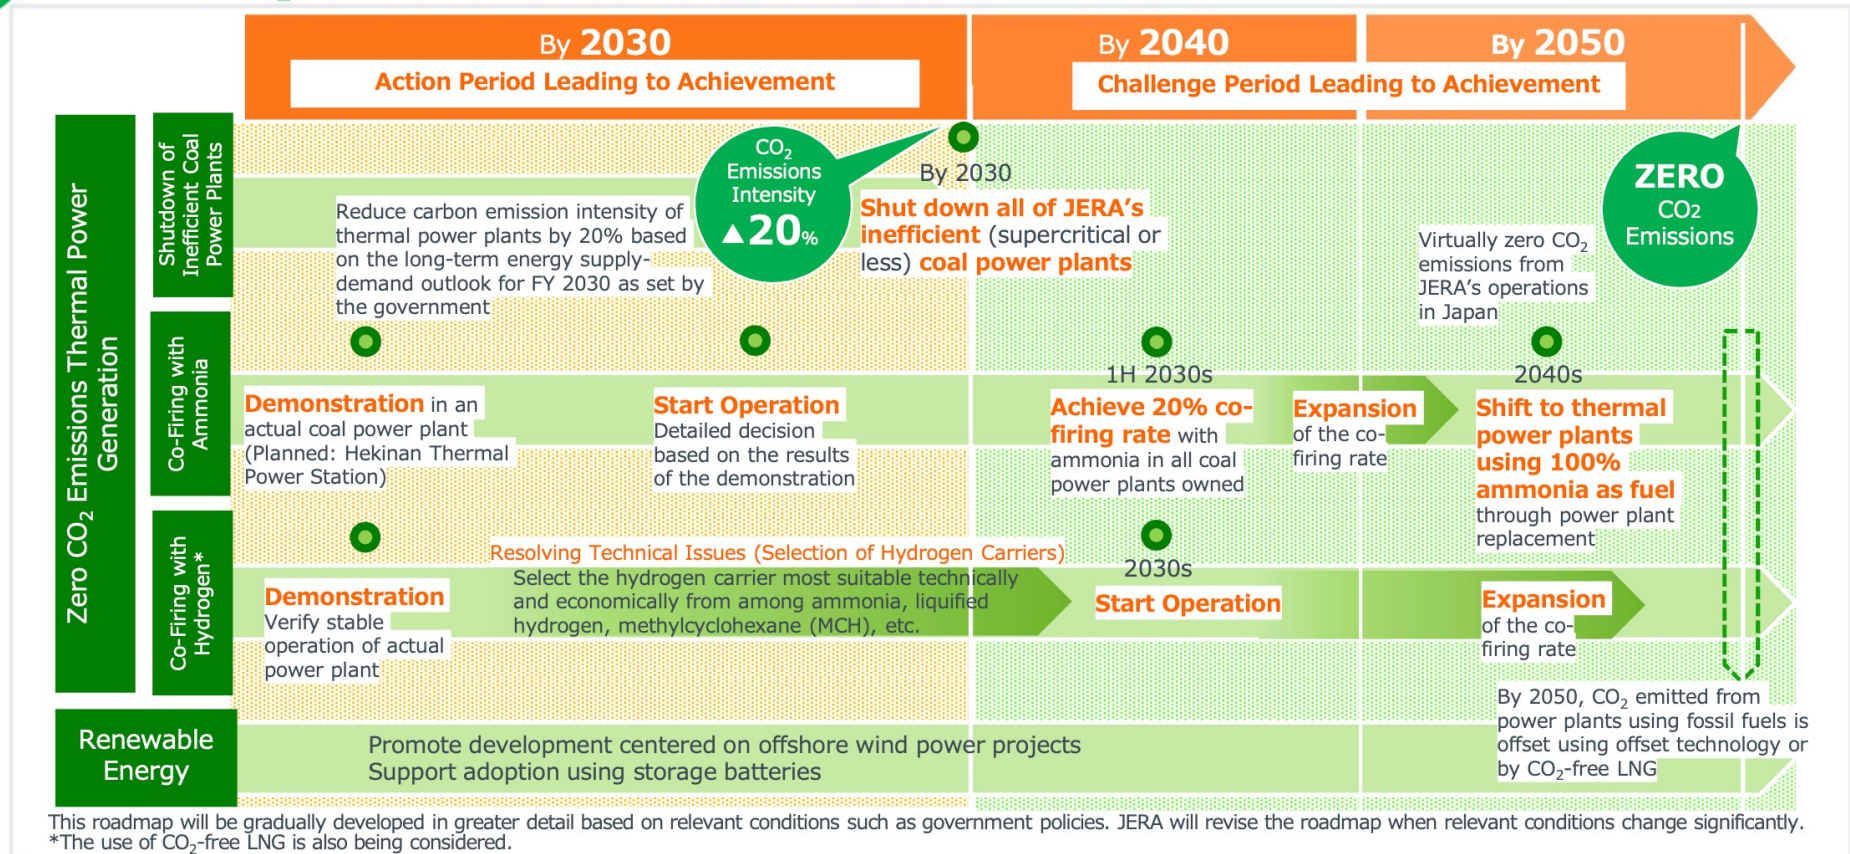 By 2030
Action Period Leading to Achievement
By 2040
By 2050
Challenge Period Leading to Achievement
Zero CO₂ Emissions Thermal Power
Generation
Shutdown of
Inefficient Coal
Power Plants
Reduce carbon emission intensity of
thermal power plants by 20% based
on the long-term energy supply-
demand outlook for FY 2030 as set by
the government
CO₂
Emissions
Intensity
▲20%
By 2030
Shut down all of JERA’s
inefficient (supercritical or
less) coal power plants
Virtually zero CO₂
emissions from
JERA’s operations
in Japan
ZERO
CO2
Emissions
Co-Firing with
Ammonia
Demonstration in an
actual coal power plant
(Planned: Hekinan Thermal
Power Station)
Start Operation
Detailed decision
based on the results
of the demonstration
1H 2030s
Achieve 20% co-
firing rate with
ammonia in all coal
power plants owned
Expansion
of the co-
firing rate
2040s
Shift to thermal
power plants
using 100%
ammonia as fuel
through power plant
replacement
Co-Firing with
Hydrogen*
Demonstration
Verify stable
operation of actual
power plant
Resolving Technical Issues (Selection of Hydrogen Carriers)
Select the hydrogen carrier most suitable technically
and economically from among ammonia, liquified
hydrogen, methylcyclohexane (MCH), etc.
2030s
Start Operation
Expansion
of the co-
firing rate
By 2050, CO₂ emitted from
power plants using fossil fuels is
offset using offset technology or
by CO₂-free LNG
Renewable
Energy
Promote development centered on offshore wind power projects
Support adoption using storage batteries
This roadmap will be gradually developed in greater detail based on relevant conditions such as government policies. JERA will revise the roadmap when relevant conditions change significantly.
*The use of CO₂-free LNG is also being considered.